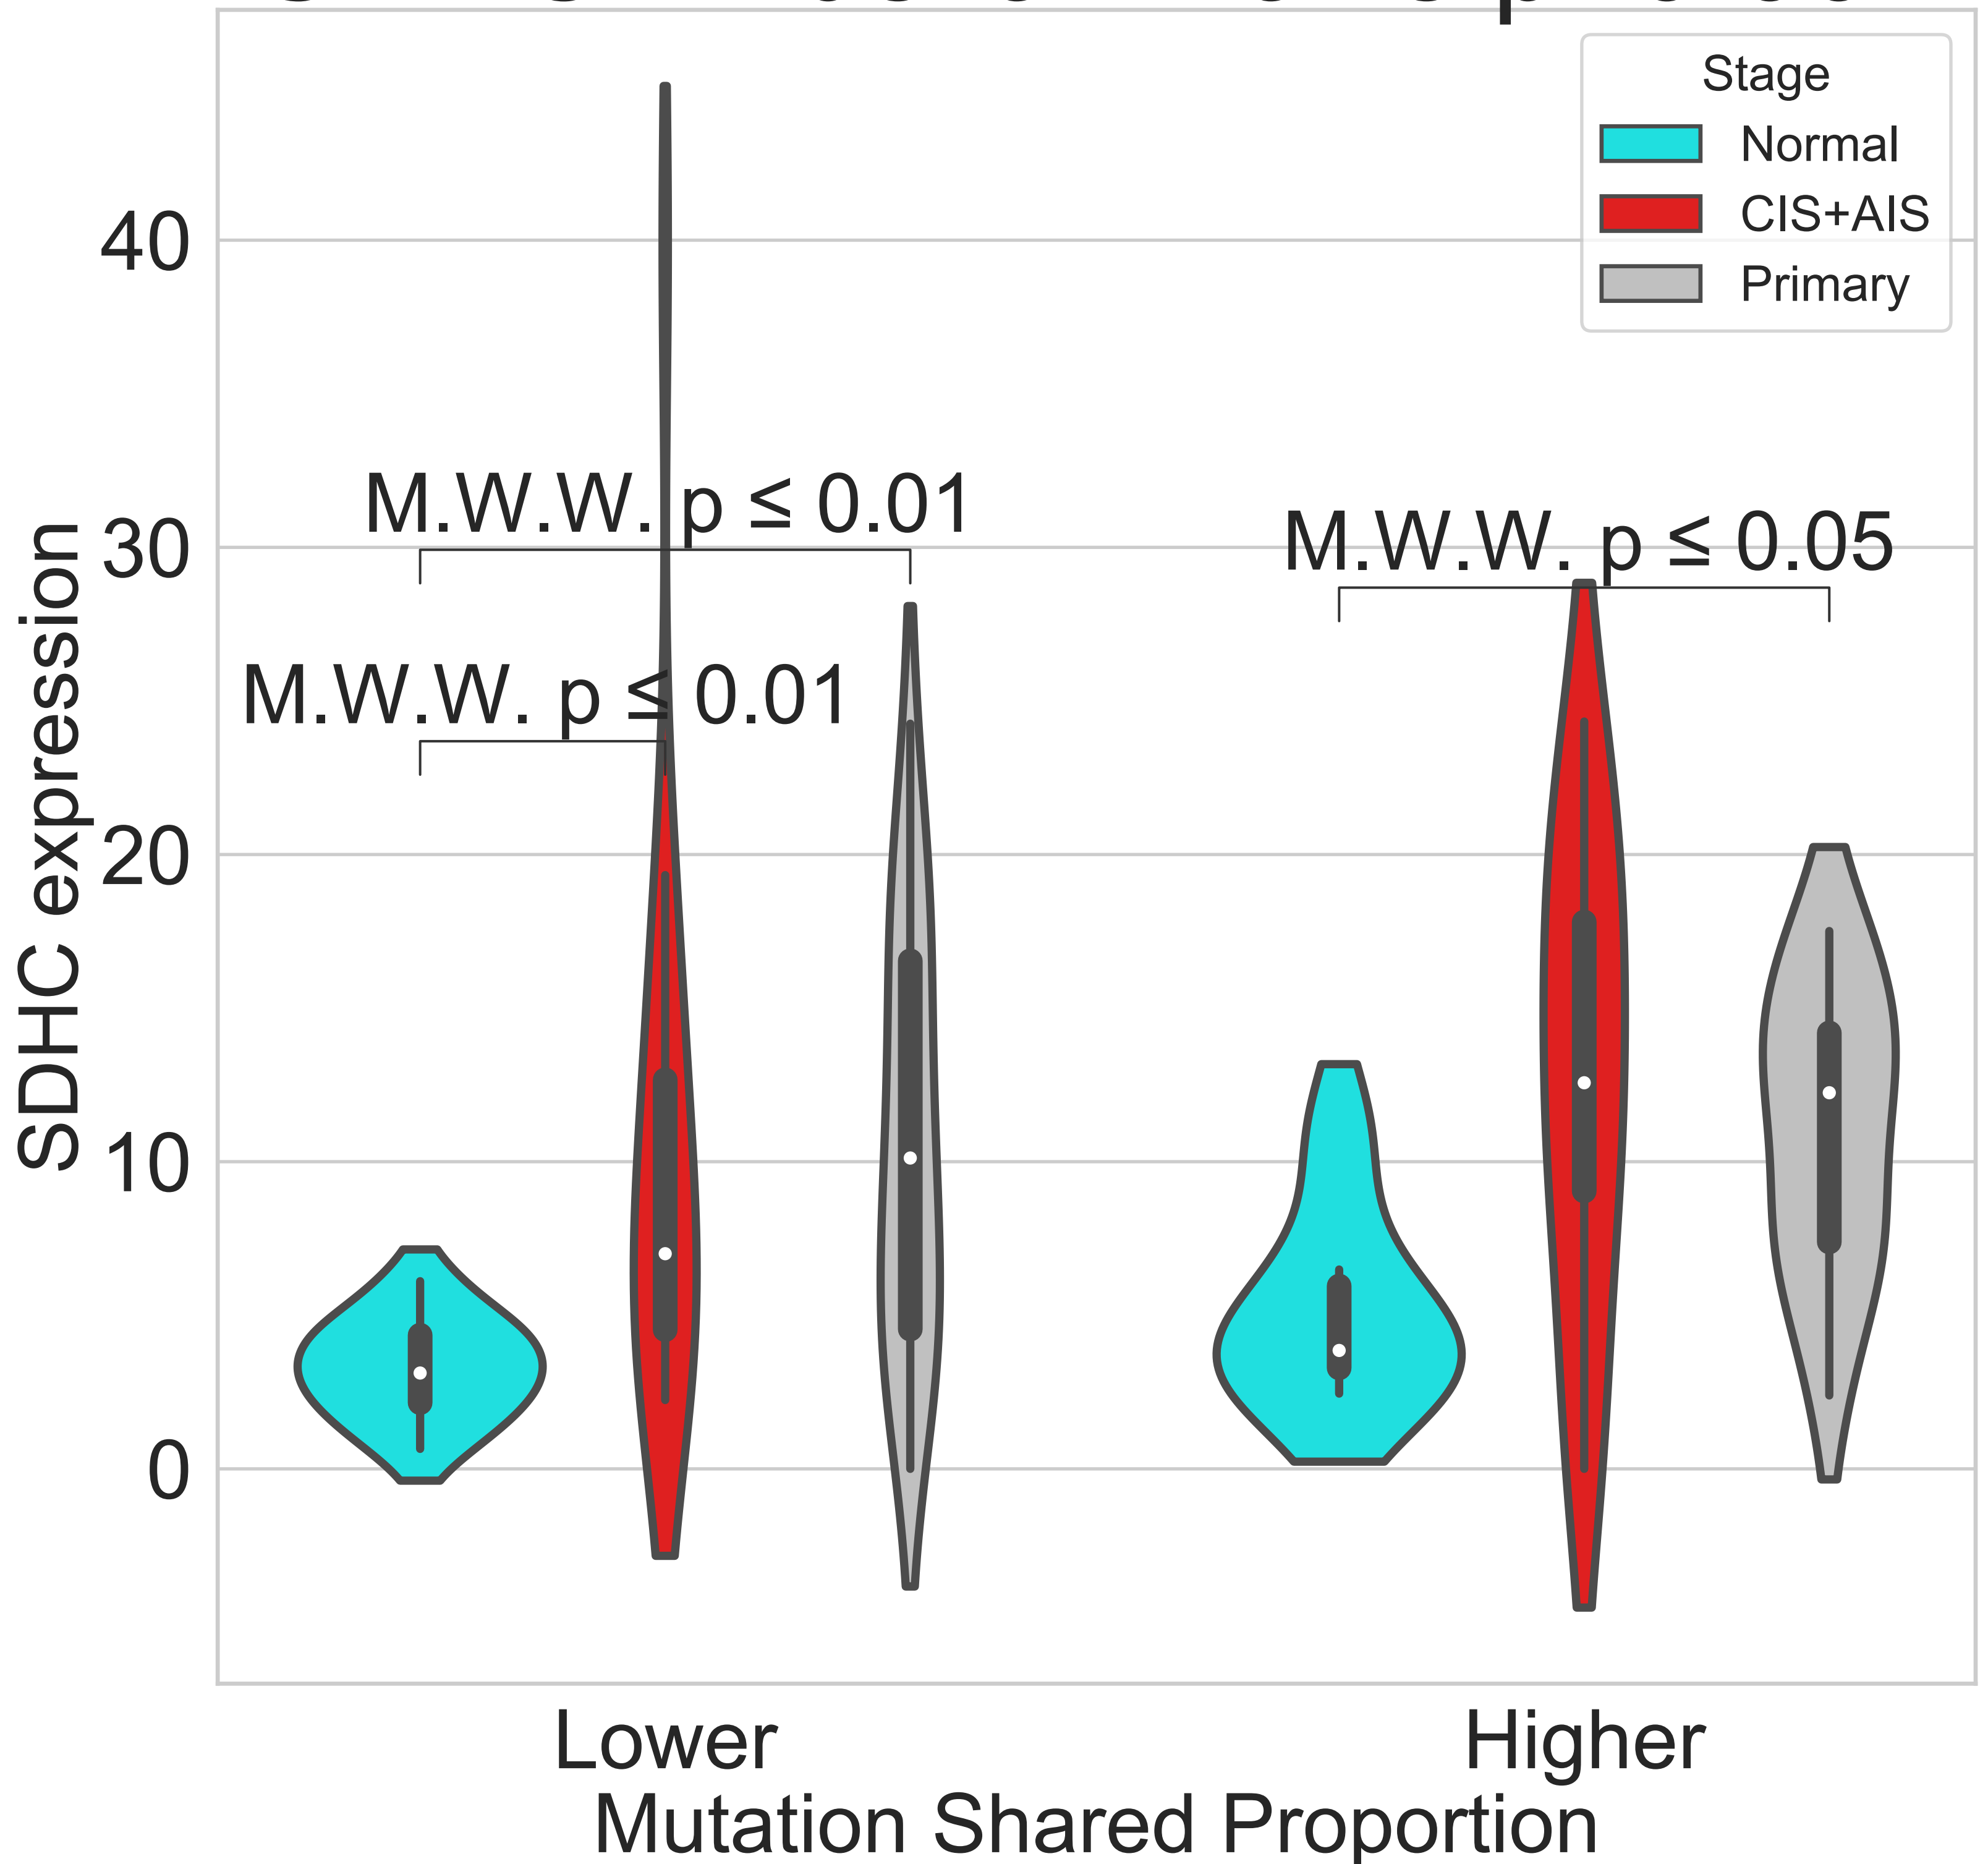 Stage
Normal
CIS+AIS
Primary
SDHC expression
40
30
20
10
0
M.W.W. p ≤ 0.01
M.W.W. p ≤ 0.01
M.W.W. p ≤ 0.05
Lower
Higher
Mutation Shared Proportion